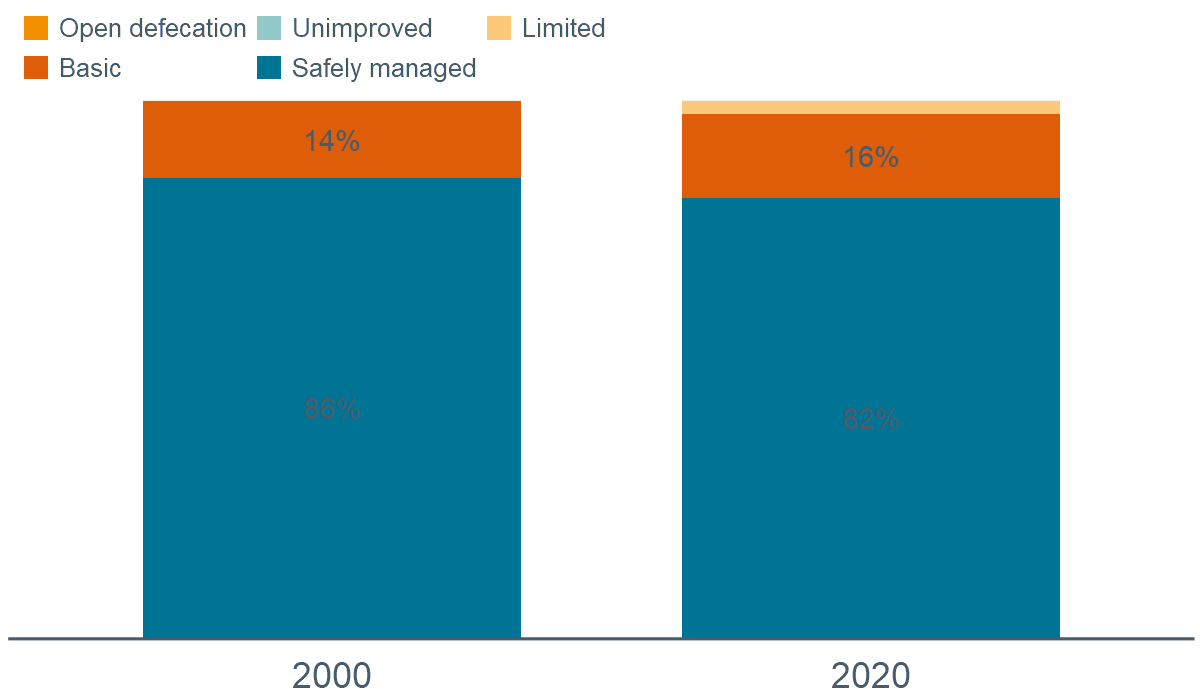 Open defecation Unimproved Limited
Basic Safely managed
14% 16%
86% 82%
2000 2020